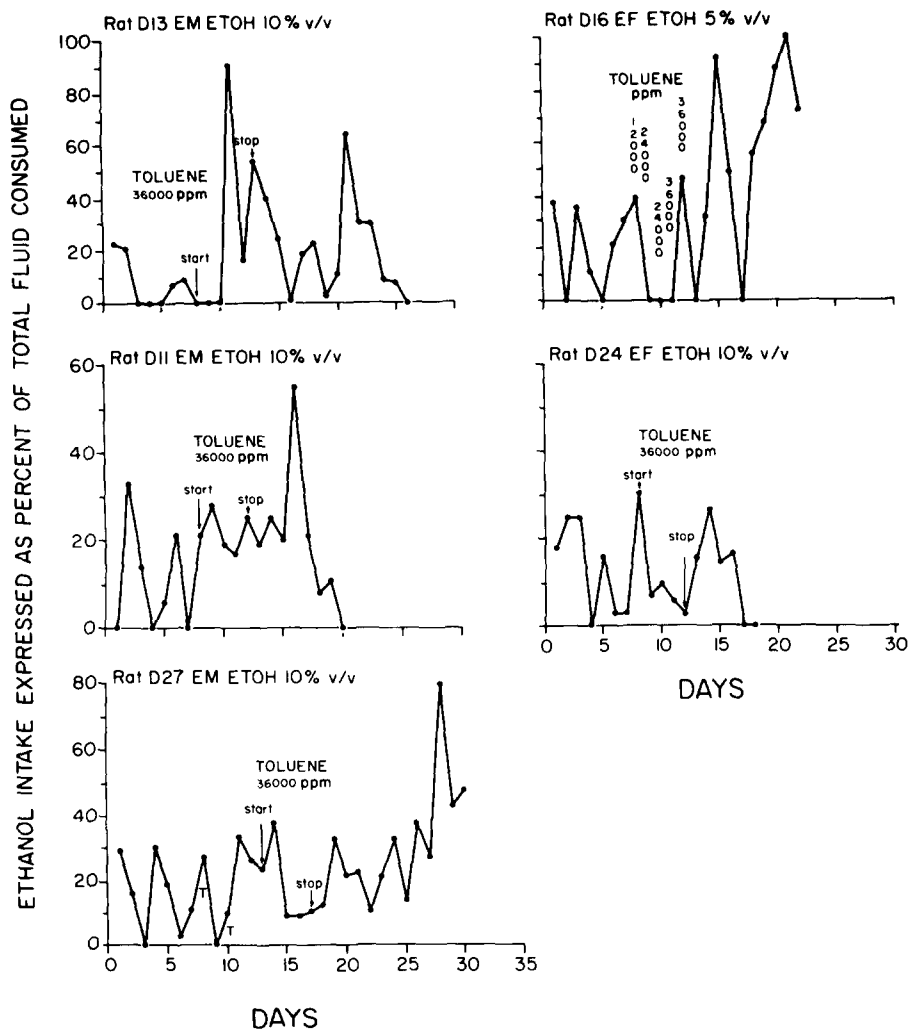 ETHANOL INTAKE EXPRESSED AS PERCENT OF TOTAL FLUID CONSUMED
Rat D13 EM ETOH 10% v/v
100
80
60
40
20
0
TOLUENE
36000 ppm
start
stop
Rat D16 EF ETOH 5% v/v
TOLUENE
ppm
1200
24000
24000
3600
36000
Rat D11 EM ETOH 10% v/v
60
40
20
0
TOLUENE
36000 ppm
start
stop
Rat D24 EF ETOH 10% v/v
TOLUENE
36000 ppm
start
stop
0 5 10 15 20 25 30
DAYS
Rat D27 EM ETOH 10% v/v
80
60
40
20
0
TOLUENE
36000 ppm
start
stop
T
T
0 5 10 15 20 25 30 35
DAYS